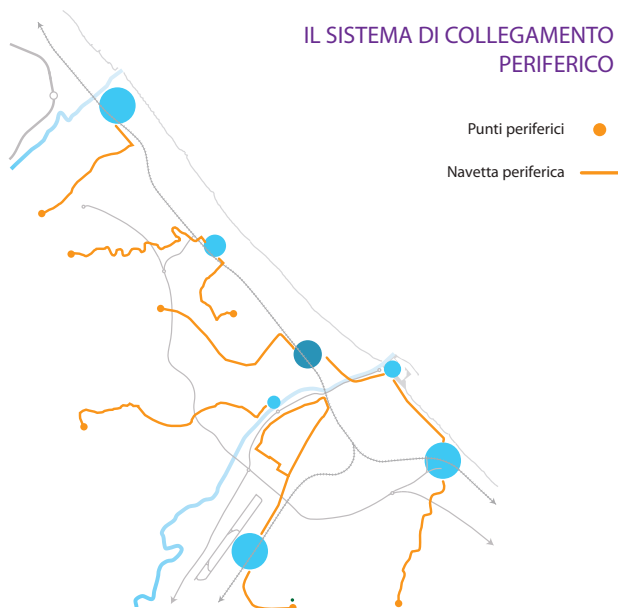 IL SISTEMA DI COLLEGAMENTO
PERIFERICO
Punti periferici
Navetta periferica